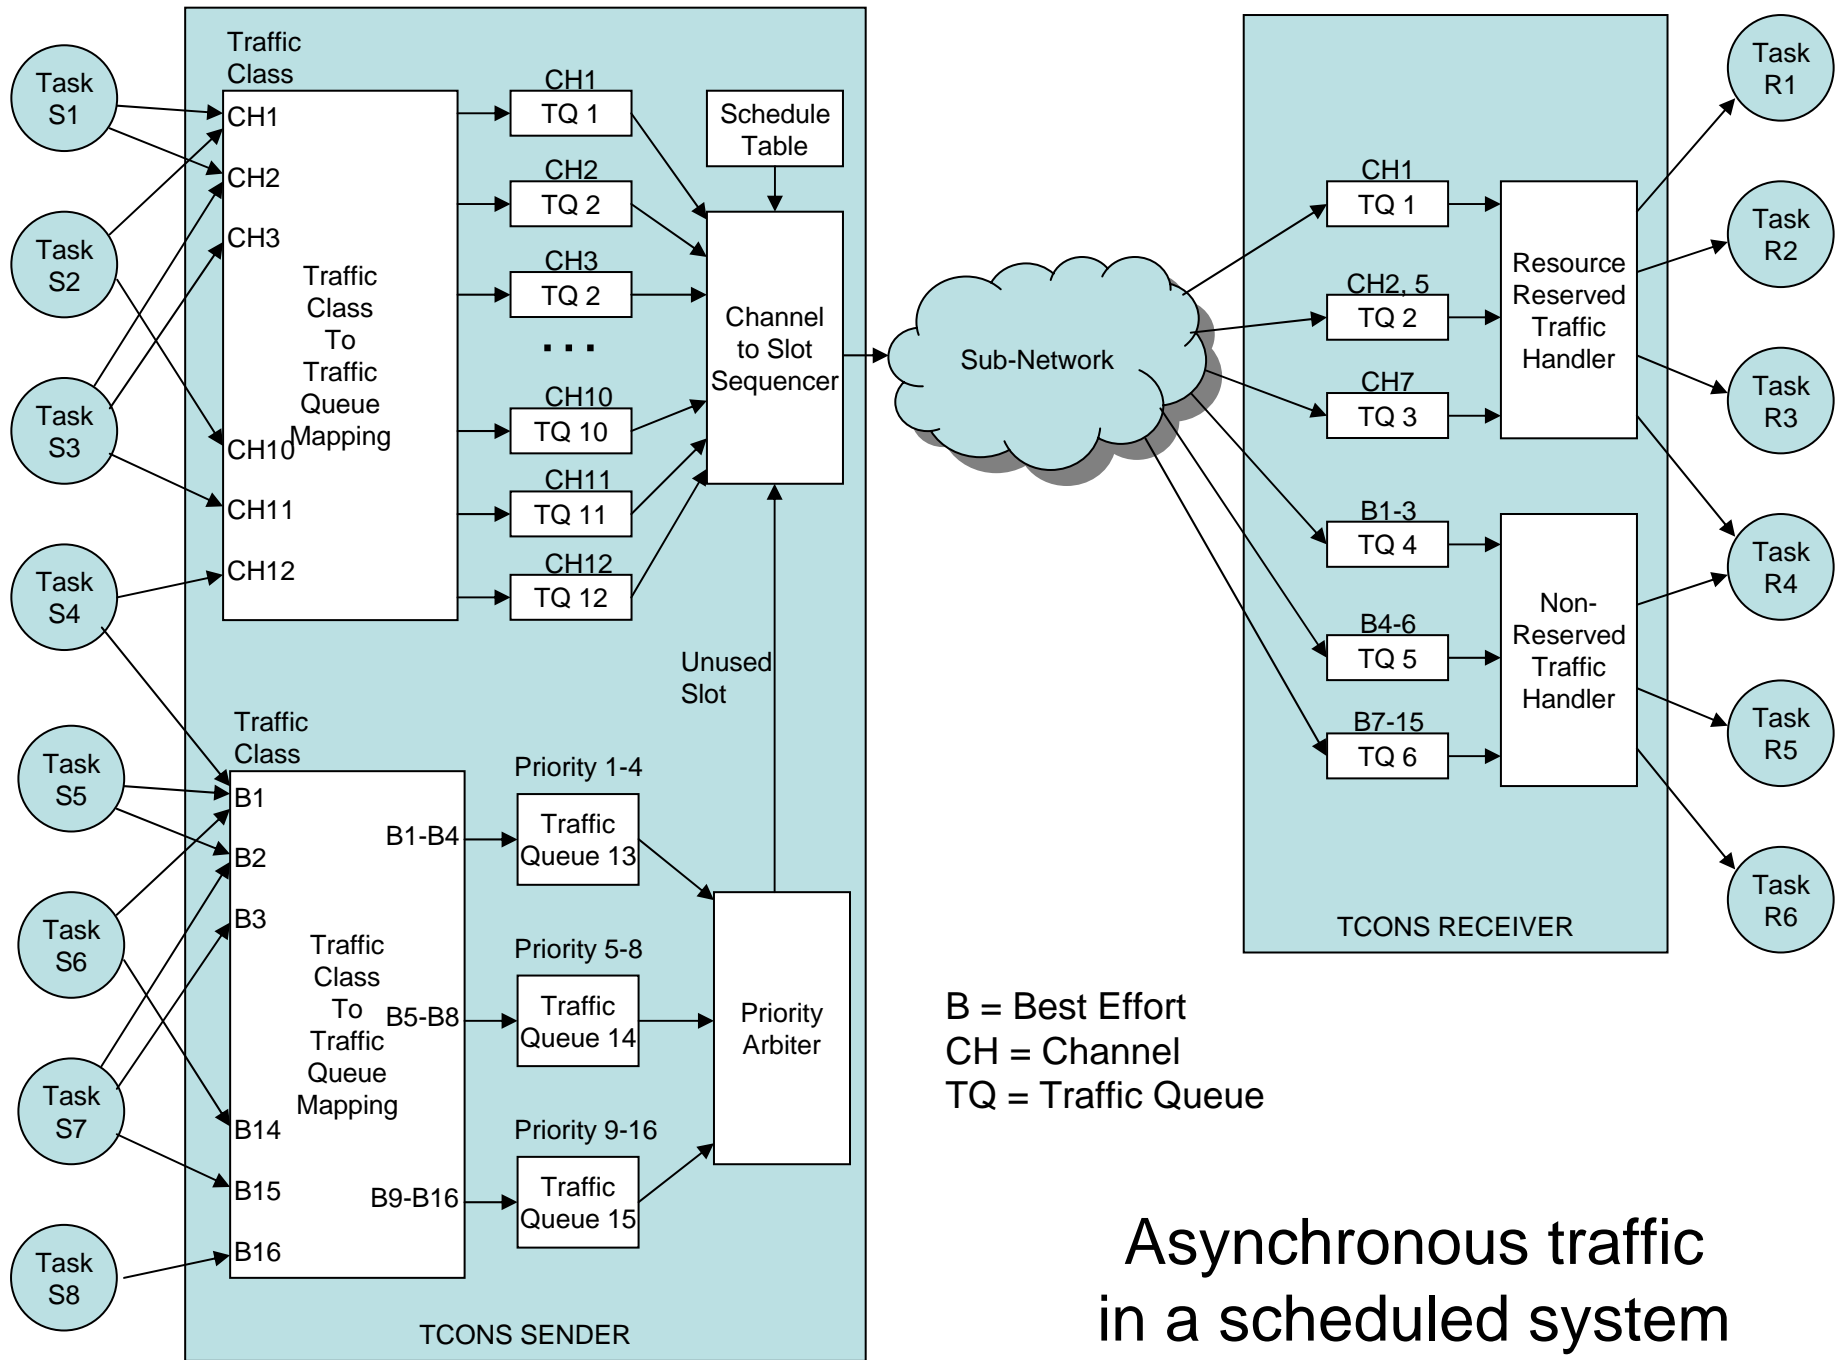 Task
S1
Task
S2
Task
S3
Task
S4
Task
S5
Task
S6
Task
S7
Task
S8
Traffic
Class
CH1
CH2
CH3
CH10
CH11
CH12
Traffic
Class
To
Traffic
Queue
Mapping
CH1
TQ 1
CH2
TQ 2
CH3
TQ 2
...
CH10
TQ 10
CH11
TQ 11
CH12
TQ 12
Schedule
Table
Channel
to Slot
Sequencer
Unused
Slot
Traffic
Class
B1
B2
B3
B14
B15
B16
Traffic
Class
To
Traffic
Queue
Mapping
B1-B4
B5-B8
B9-B16
Priority 1-4
Traffic
Queue 13
Priority 5-8
Traffic
Queue 14
Priority 9-16
Traffic
Queue 15
Priority
Arbiter
TCONS SENDER
Sub-Network
CH1
TQ 1
CH2, 5
TQ 2
CH7
TQ 3
B1-3
TQ 4
B4-6
TQ 5
B7-15
TQ 6
Resource
Reserved
Traffic
Handler
Non-
Reserved
Traffic
Handler
TCONS RECEIVER
Task
R1
Task
R2
Task
R3
Task
R4
Task
R5
Task
R6
B = Best Effort
CH = Channel
TQ = Traffic Queue
Asynchronous traffic
in a scheduled system